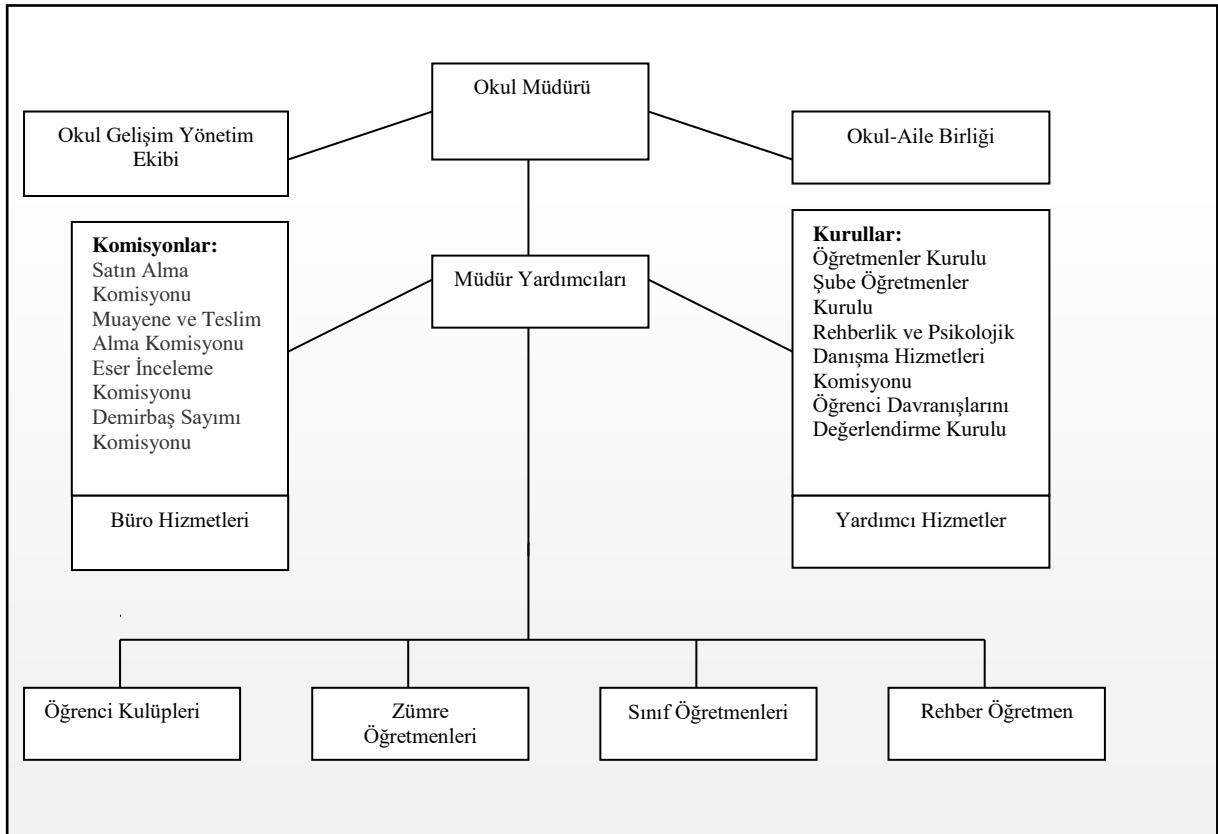 Okul Müdürü
Okul Gelişim Yönetim
Ekibi
Okul-Aile Birliği
Komisyonlar:
Satın Alma
Komisyonu
Muayene ve Teslim
Alma Komisyonu
Eser İnceleme
Komisyonu
Demirbaş Sayımı
Komisyonu
Müdür Yardımcıları
Kurullar:
Öğretmenler Kurulu
Şube Öğretmenler
Kurulu
Rehberlik ve Psikolojik
Danışma Hizmetleri
Komisyonu
Öğrenci Davranışlarını
Değerlendirme Kurulu
Büro Hizmetleri
Yardımcı Hizmetler
Öğrenci Kulüpleri
Zümre
Öğretmenleri
Sınıf Öğretmenleri
Rehber Öğretmen